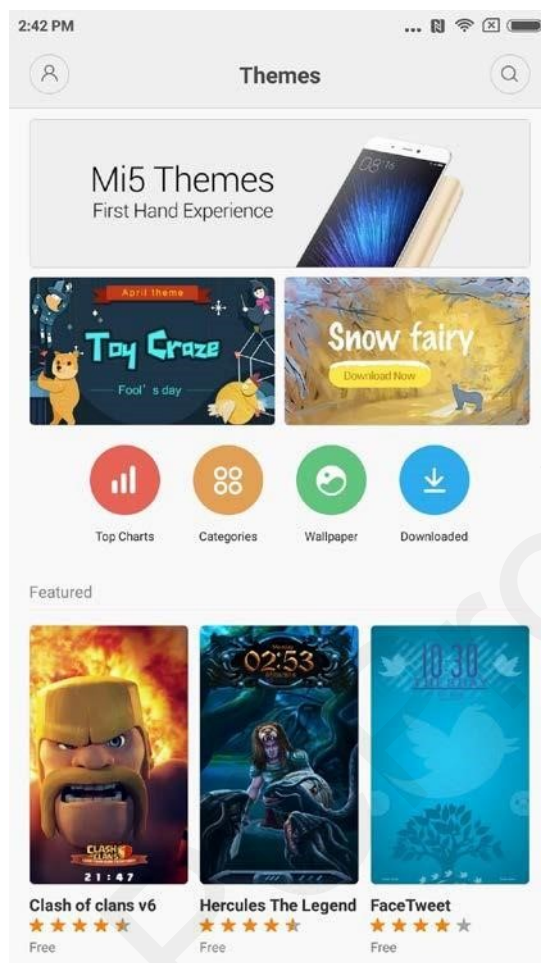 2:42 PM
Themes
Mi5 Themes
First Hand Experience
08:16
April theme
Toy Craze
Fool's day
Snow fairy
Download Now
Top Charts
Categories
Wallpaper
Downloaded
Featured
02:53
10:30
CLASH OF CLANS
21:47
Clash of clans v6
Hercules The Legend
FaceTweet
Free
Free
Free